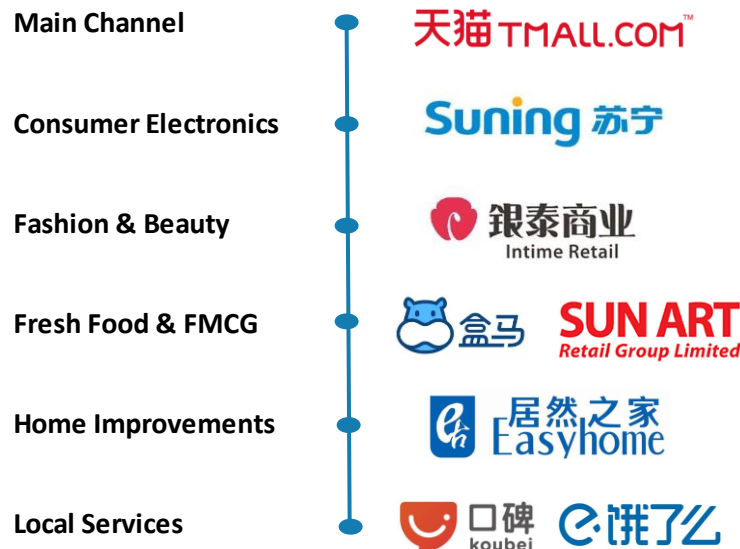 Main Channel
天猫 TMALL.COM™
Consumer Electronics
Suning 苏宁
Fashion & Beauty
銀泰商业
Intime Retail
Fresh Food & FMCG
盒马
SUN ART
Retail Group Limited
Home Improvements
居然之家
Easyhome
Local Services
口碑
koubei
饿了么